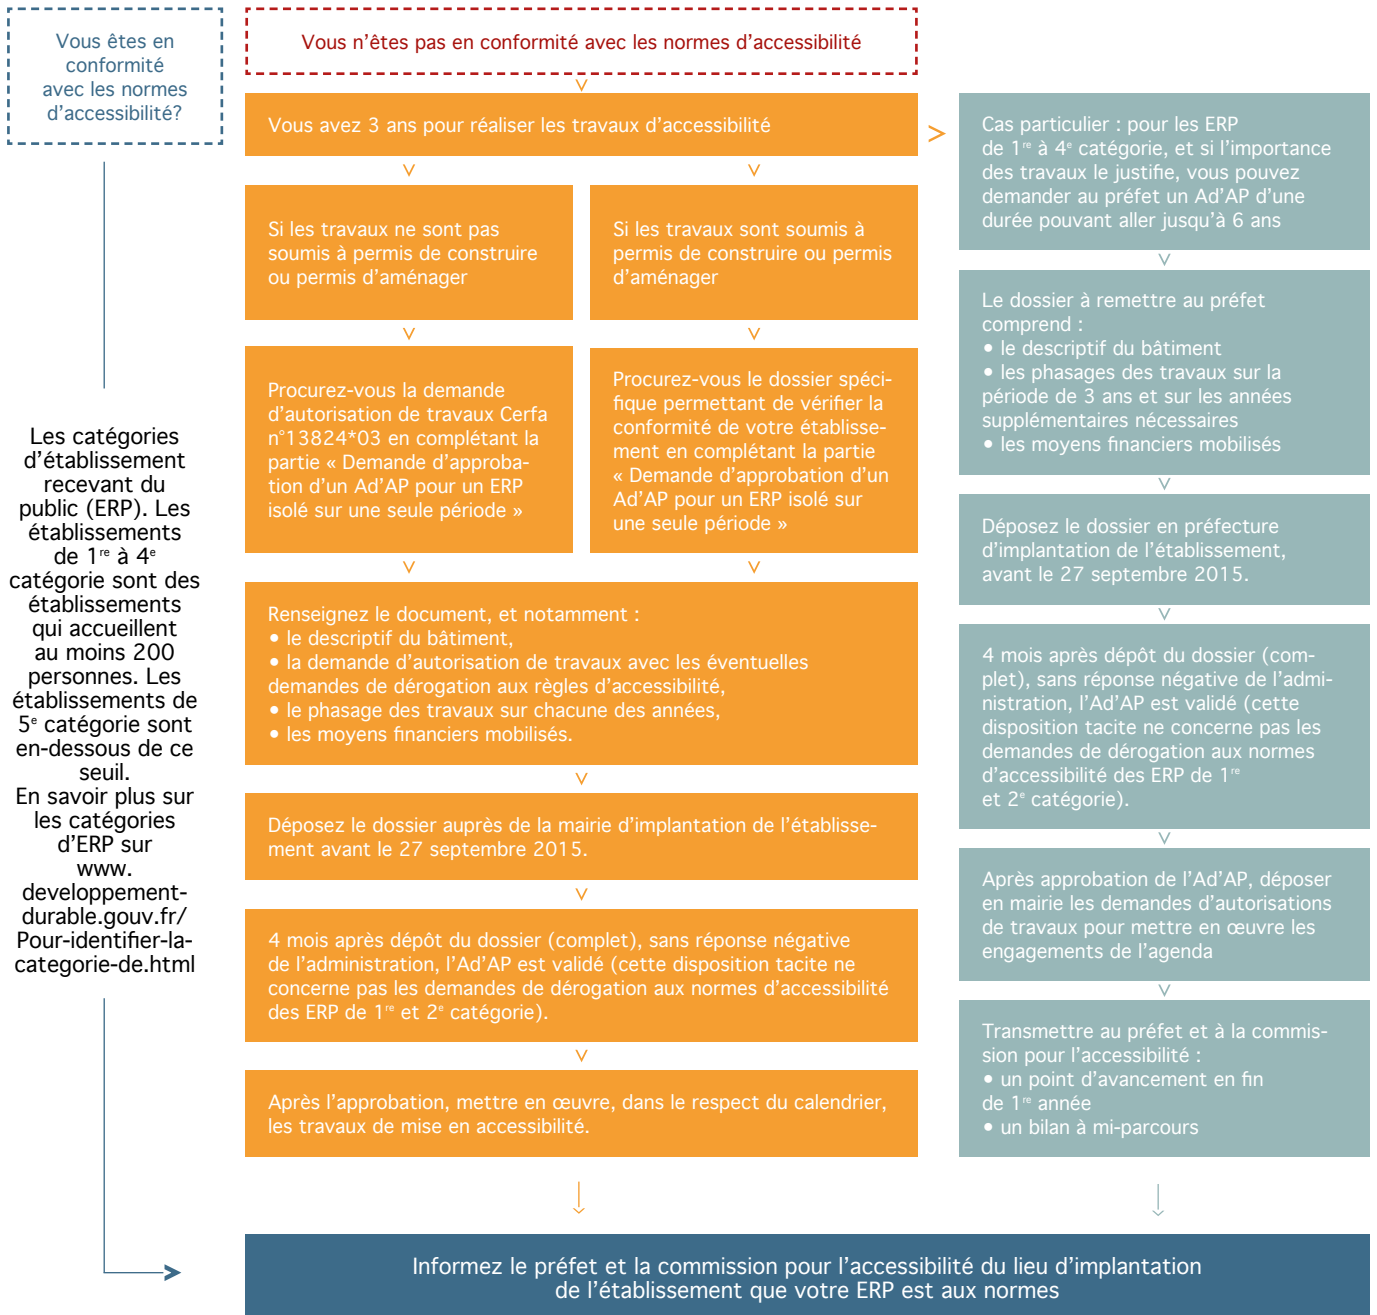 Vous êtes en
conformité
avec les normes
d'accessibilité?
Les catégories
d'établissement
recevant du
public (ERP). Les
établissements
de 1re à 4e
catégorie sont des
établissements
qui accueillent
au moins 200
personnes. Les
établissements de
5e catégorie sont
en-dessous de ce
seuil.
En savoir plus sur
les catégories
d'ERP sur
www.
developpement-
durable.gouv.fr/
Pour-identifier-la-
categorie-de.html
Vous n'êtes pas en conformité avec les normes d'accessibilité
Vous avez 3 ans pour réaliser les travaux d'accessibilité
Si les travaux ne sont pas
soumis à permis de construire
ou permis d'aménager
Procurez-vous la demande
d'autorisation de travaux Cerfa
n°13824*03 en complétant la
partie « Demande d'approba-
tion d'un Ad'AP pour un ERP
isolé sur une seule période »
Si les travaux sont soumis à
permis de construire ou permis
d'aménager
Procurez-vous le dossier spéci-
fique permettant de vérifier la
conformité de votre établisse-
ment en complétant la partie
« Demande d'approbation d'un
Ad'AP pour un ERP isolé sur
une seule période »
Renseignez le document, et notamment :
• le descriptif du bâtiment,
• la demande d'autorisation de travaux avec les éventuelles
demandes de dérogation aux règles d'accessibilité,
• le phasage des travaux sur chacune des années,
• les moyens financiers mobilisés.
Déposez le dossier auprès de la mairie d'implantation de l'établisse-
ment avant le 27 septembre 2015.
4 mois après dépôt du dossier (complet), sans réponse négative
de l'administration, l'Ad'AP est validé (cette disposition tacite ne
concerne pas les demandes de dérogation aux normes d'accessibilité
des ERP de 1re et 2e catégorie).
Après l'approbation, mettre en œuvre, dans le respect du calendrier,
les travaux de mise en accessibilité.
Cas particulier : pour les ERP
de 1re à 4e catégorie, et si l'importance
des travaux le justifie, vous pouvez
demander au préfet un Ad'AP d'une
durée pouvant aller jusqu'à 6 ans
Le dossier à remettre au préfet
comprend :
• le descriptif du bâtiment
• les phasages des travaux sur la
période de 3 ans et sur les années
supplémentaires nécessaires
• les moyens financiers mobilisés
Déposez le dossier en préfecture
d'implantation de l'établissement,
avant le 27 septembre 2015.
4 mois après dépôt du dossier (com-
plet), sans réponse négative de l'admi-
nistration, l'Ad'AP est validé (cette
disposition tacite ne concerne pas les
demandes de dérogation aux normes
d'accessibilité des ERP de 1re
et 2e catégorie).
Après approbation de l'Ad'AP, déposer
en mairie les demandes d'autorisations
de travaux pour mettre en œuvre les
engagements de l'agenda
Transmettre au préfet et à la commis-
sion pour l'accessibilité :
• un point d'avancement en fin
de 1re année
• un bilan à mi-parcours
Informez le préfet et la commission pour l'accessibilité du lieu d'implantation
de l'établissement que votre ERP est aux normes